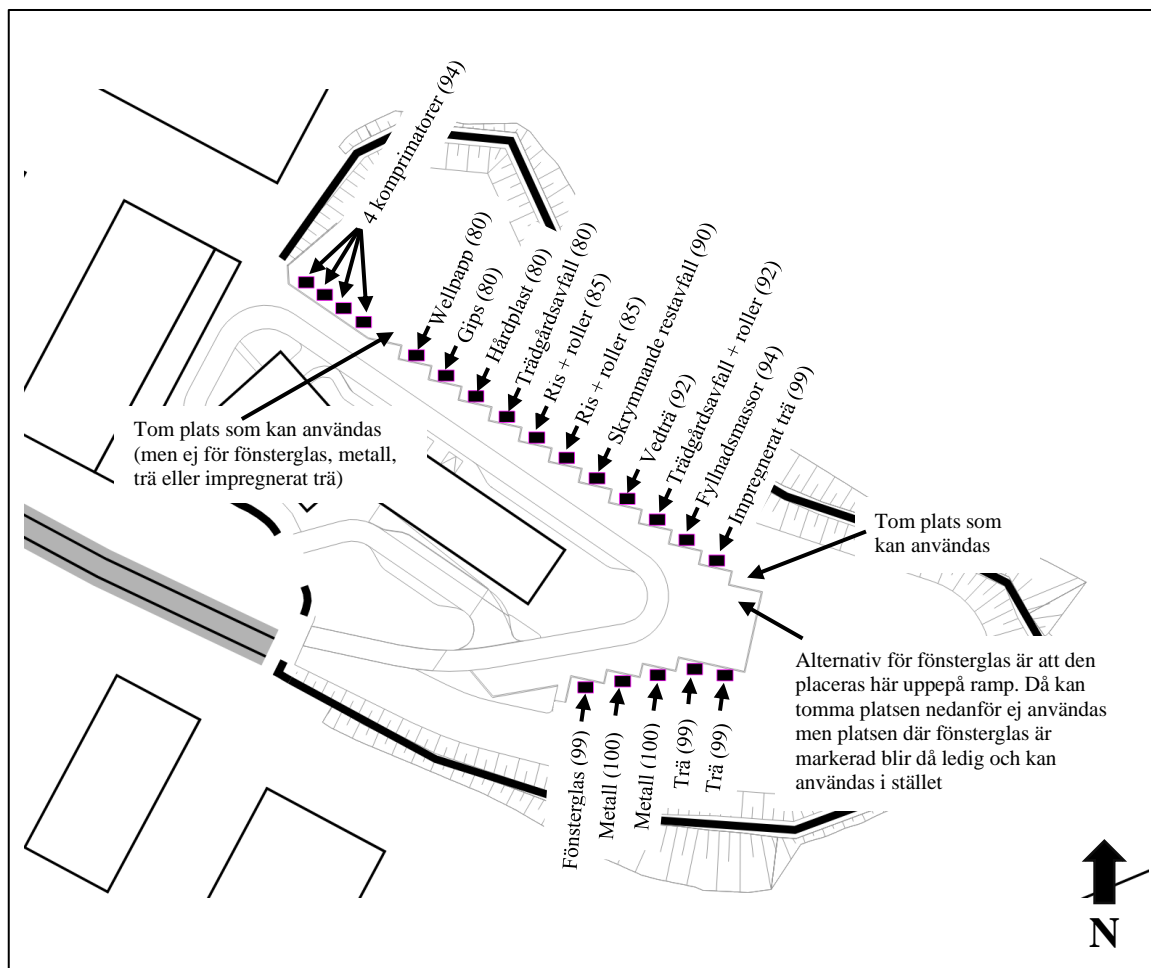 4 komprimatorer (94)
Wellpapp (80)
Gips (80)
Hårdplast (80)
Trädgårdsavfall (80)
Ris + roller (85)
Ris + roller (85)
Skrymmande restavfall (90)
Vedträ (92)
Trädgårdsavfall + roller (92)
Fyllnadsmassor (94)
Impregnerat trä (99)
Tom plats som kan användas
(men ej för fönsterglas, metall,
trä eller impregnerat trä)
Tom plats som
kan användas
Alternativ för fönsterglas är att den
placeras här uppepå ramp. Då kan
tomma platsen nedanför ej användas
men platsen där fönsterglas är
markerad blir då ledig och kan
användas i stället
Fönsterglas (99)
Metall (100)
Metall (100)
Trä (99)
Trä (99)
N